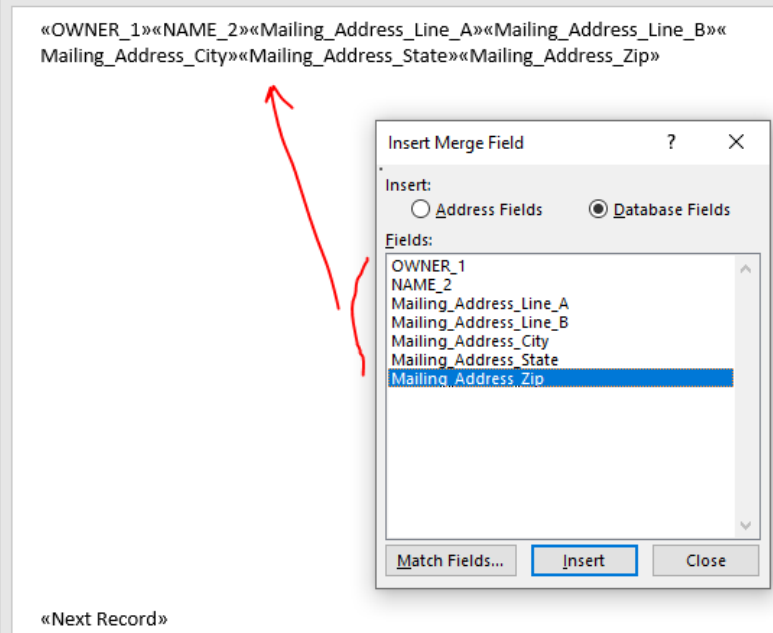 «OWNER_1»«NAME_2»«Mailing_Address_Line_A»«Mailing_Address_Line_B»«
Mailing_Address_City»«Mailing_Address_State»«Mailing_Address_Zip»
Insert Merge Field ? ×
Insert:
Address Fields Database Fields
Fields:
OWNER_1
NAME_2
Mailing_Address_Line_A
Mailing_Address_Line_B
Mailing_Address_City
Mailing_Address_State
Mailing_Address_Zip
Match Fields... Insert Close
«Next Record»